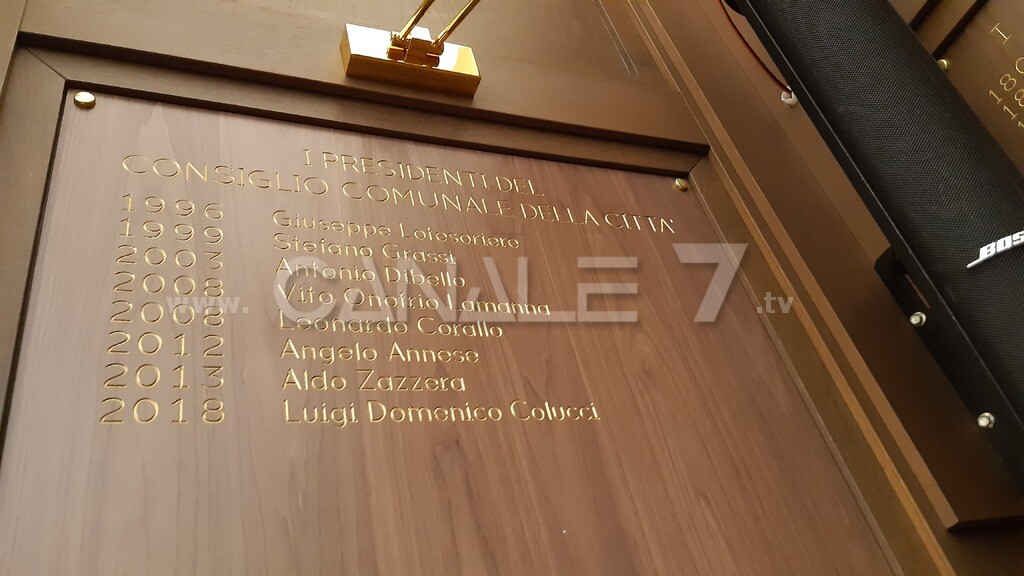 I PRESIDENTI DEL
CONSIGLIO COMUNALE DELLA CITTA'
1996 Giuseppe Lotesoriere
1999 Stefano Grassi
2003 Antonio Dibello
2008 Vito Onofrio Lamanna
2008 Leonardo Corallo
2012 Angelo Annese
2013 Aldo Zazzera
2018 Luigi Domenico Colucci
www. CANALE 7 .tv
BOS